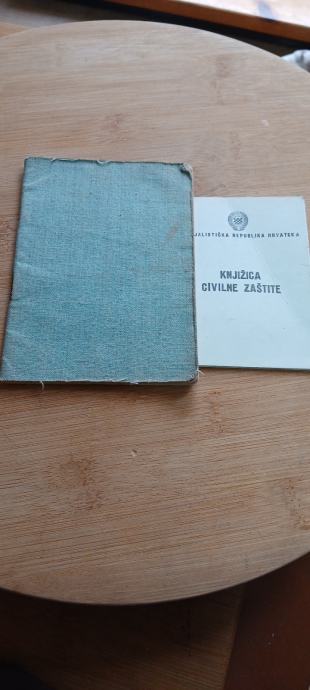 JALISTIČKA REPUBLIKA HRVATSKA
KNJIŽICA
CIVILNE ZAŠTITE